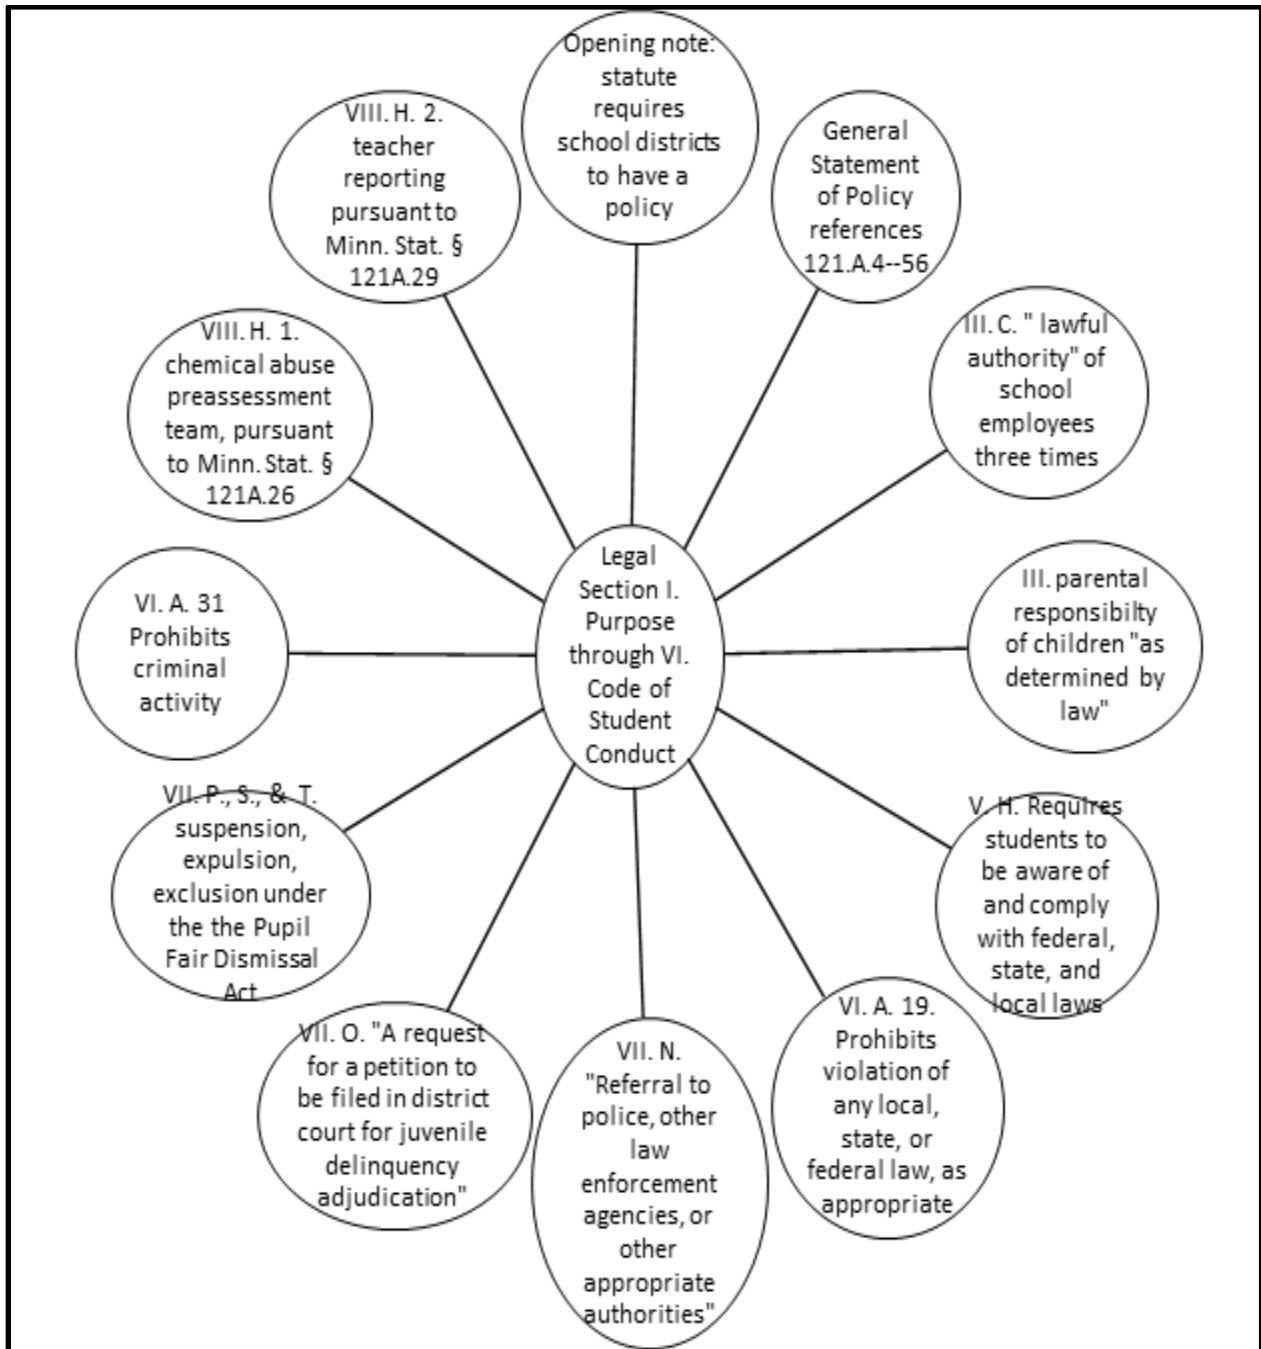 Opening note:
statute
requires
school districts
to have a
policy
General
Statement
of Policy
references
121.A.4--56
III. C. " lawful
authority" of
school
employees
three times
III. parental
responsibilty
of children "as
determined by
law"
V. H. Requires
students to
be aware of
and comply
with federal,
state, and
local laws
VI. A. 19.
Prohibits
violation of
any local,
state, or
federal law, as
appropriate
VII. N.
"Referral to
police, other
law
enforcement
agencies, or
other
appropriate
authorities"
VII. O. "A request
for a petition to
be filed in district
court for juvenile
delinquency
adjudication"
VII. P., S., & T.
suspension,
expulsion,
exclusion under
the the Pupil
Fair Dismissal
Act
VI. A. 31
Prohibits
criminal
activity
VIII. H. 1.
chemical abuse
preassessment
team, pursuant
to Minn. Stat. §
121A.26
VIII. H. 2.
teacher
reporting
pursuant to
Minn. Stat. §
121A.29
Legal
Section I.
Purpose
through VI.
Code of
Student
Conduct